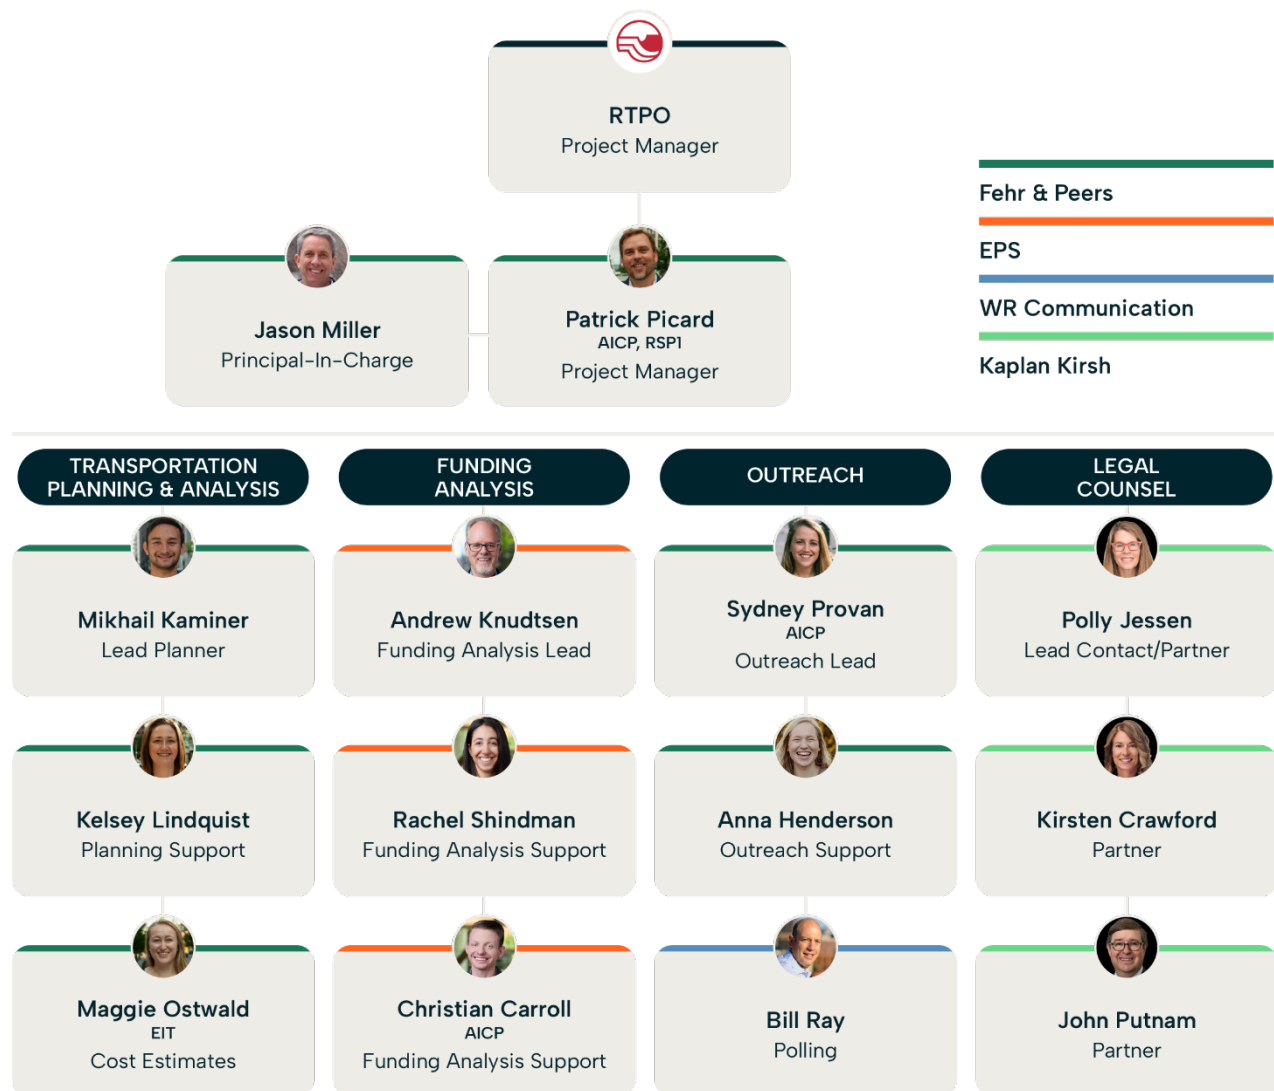 RTPO
Project Manager
Fehr & Peers
EPS
WR Communication
Kaplan Kirsh
Jason Miller
Principal-In-Charge
Patrick Picard
AICP, RSP1
Project Manager
TRANSPORTATION
PLANNING & ANALYSIS
FUNDING
ANALYSIS
OUTREACH
LEGAL
COUNSEL
Mikhail Kaminer
Lead Planner
Andrew Knudtsen
Funding Analysis Lead
Sydney Provan
AICP
Outreach Lead
Polly Jessen
Lead Contact/Partner
Kelsey Lindquist
Planning Support
Rachel Shindman
Funding Analysis Support
Anna Henderson
Outreach Support
Kirsten Crawford
Partner
Maggie Ostwald
EIT
Cost Estimates
Christian Carroll
AICP
Funding Analysis Support
Bill Ray
Polling
John Putnam
Partner